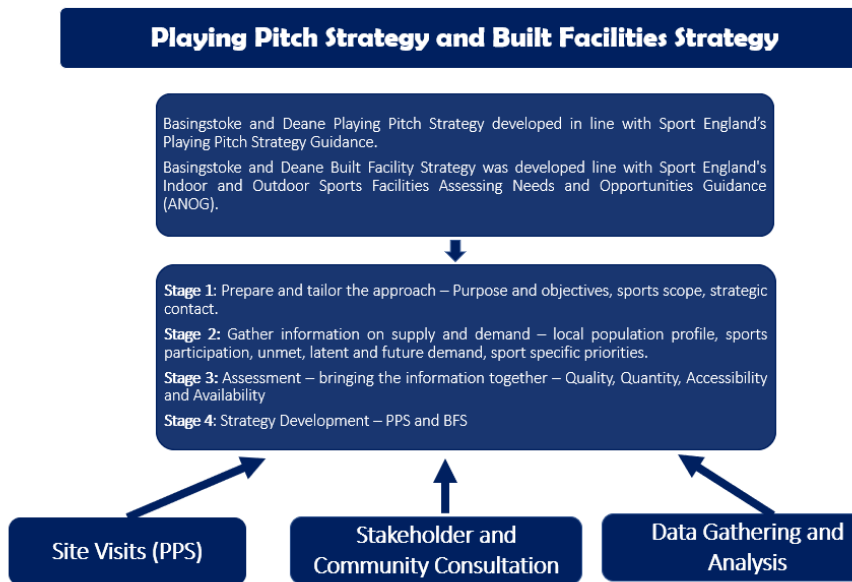 Playing Pitch Strategy and Built Facilities Strategy
Basingstoke and Deane Playing Pitch Strategy developed in line with Sport England's
Playing Pitch Strategy Guidance.
Basingstoke and Deane Built Facility Strategy was developed line with Sport England's
Indoor and Outdoor Sports Facilities Assessing Needs and Opportunities Guidance
(ANOG).
Stage 1: Prepare and tailor the approach – Purpose and objectives, sports scope, strategic
contact.
Stage 2: Gather information on supply and demand – local population profile, sports
participation, unmet, latent and future demand, sport specific priorities.
Stage 3: Assessment – bringing the information together – Quality, Quantity, Accessibility
and Availability
Stage 4: Strategy Development – PPS and BFS
Site Visits (PPS)
Stakeholder and
Community Consultation
Data Gathering and
Analysis